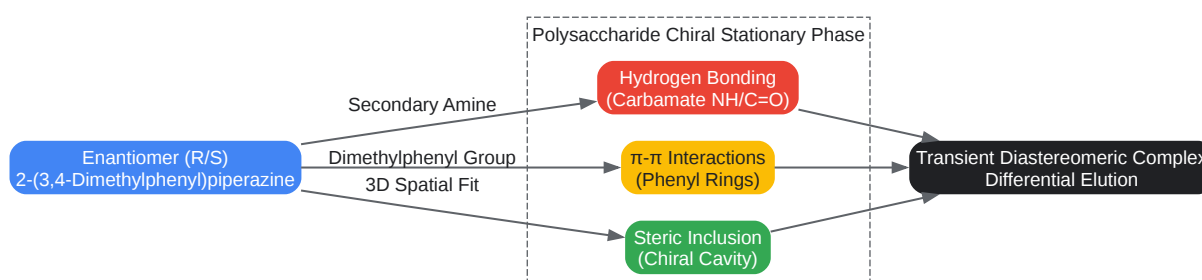 Polysaccharide Chiral Stationary Phase
Enantiomer (R/S)
2-(3,4-Dimethylphenyl)piperazine
Secondary Amine
Dimethylphenyl Group
3D Spatial Fit
Hydrogen Bonding
(Carbamate NH/C=O)
π-π Interactions
(Phenyl Rings)
Steric Inclusion
(Chiral Cavity)
Transient Diastereomeric Complex
Differential Elution